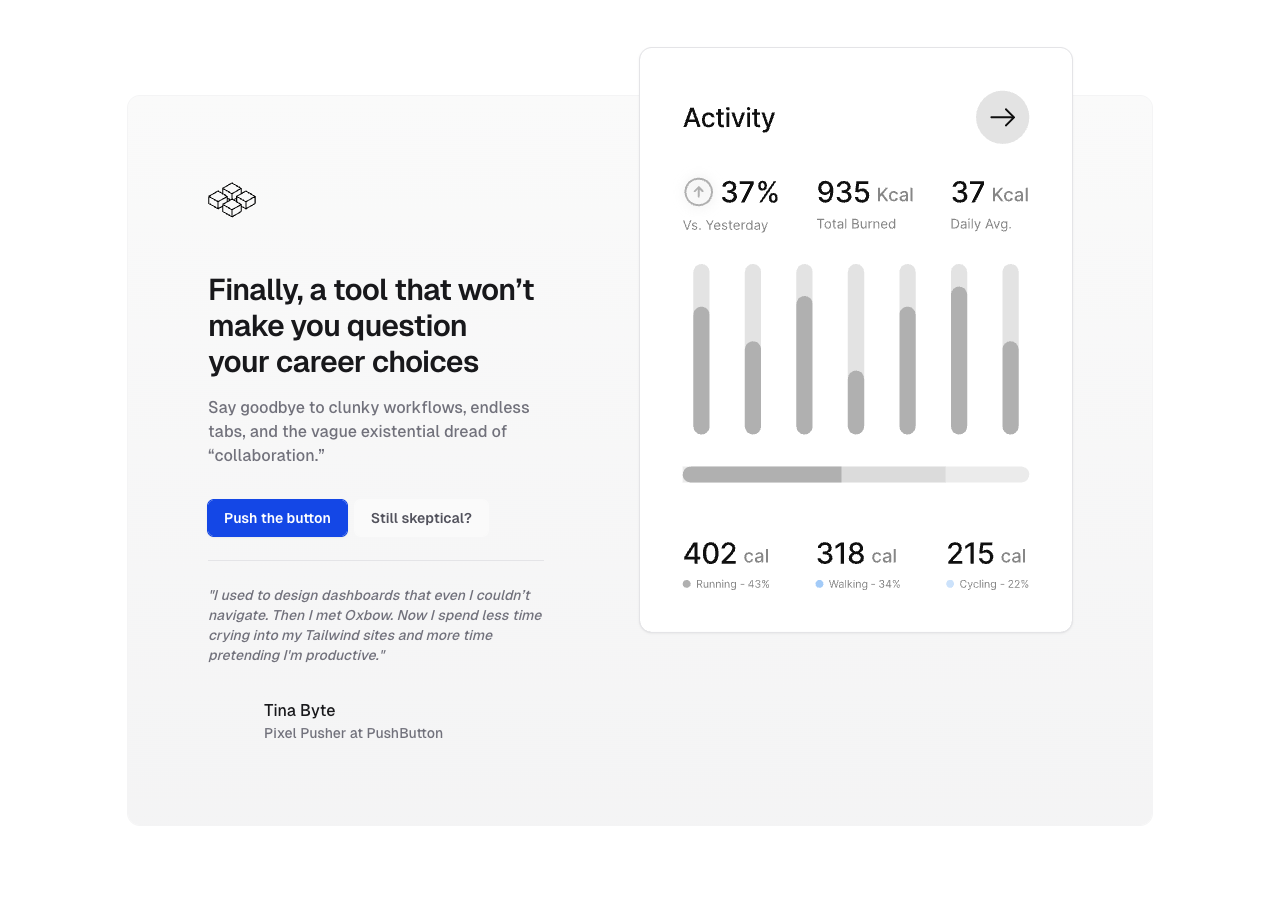 Finally, a tool that won’t
make you question
your career choices
Say goodbye to clunky workflows, endless
tabs, and the vague existential dread of
“collaboration.”
Push the button
Still skeptical?
"I used to design dashboards that even I couldn’t
navigate. Then I met Oxbow. Now I spend less time
crying into my Tailwind sites and more time
pretending I'm productive."
Tina Byte
Pixel Pusher at PushButton
Activity
37%
Vs. Yesterday
935 Kcal
Total Burned
37 Kcal
Daily Avg.
402 cal
Running - 43%
318 cal
Walking - 34%
215 cal
Cycling - 22%